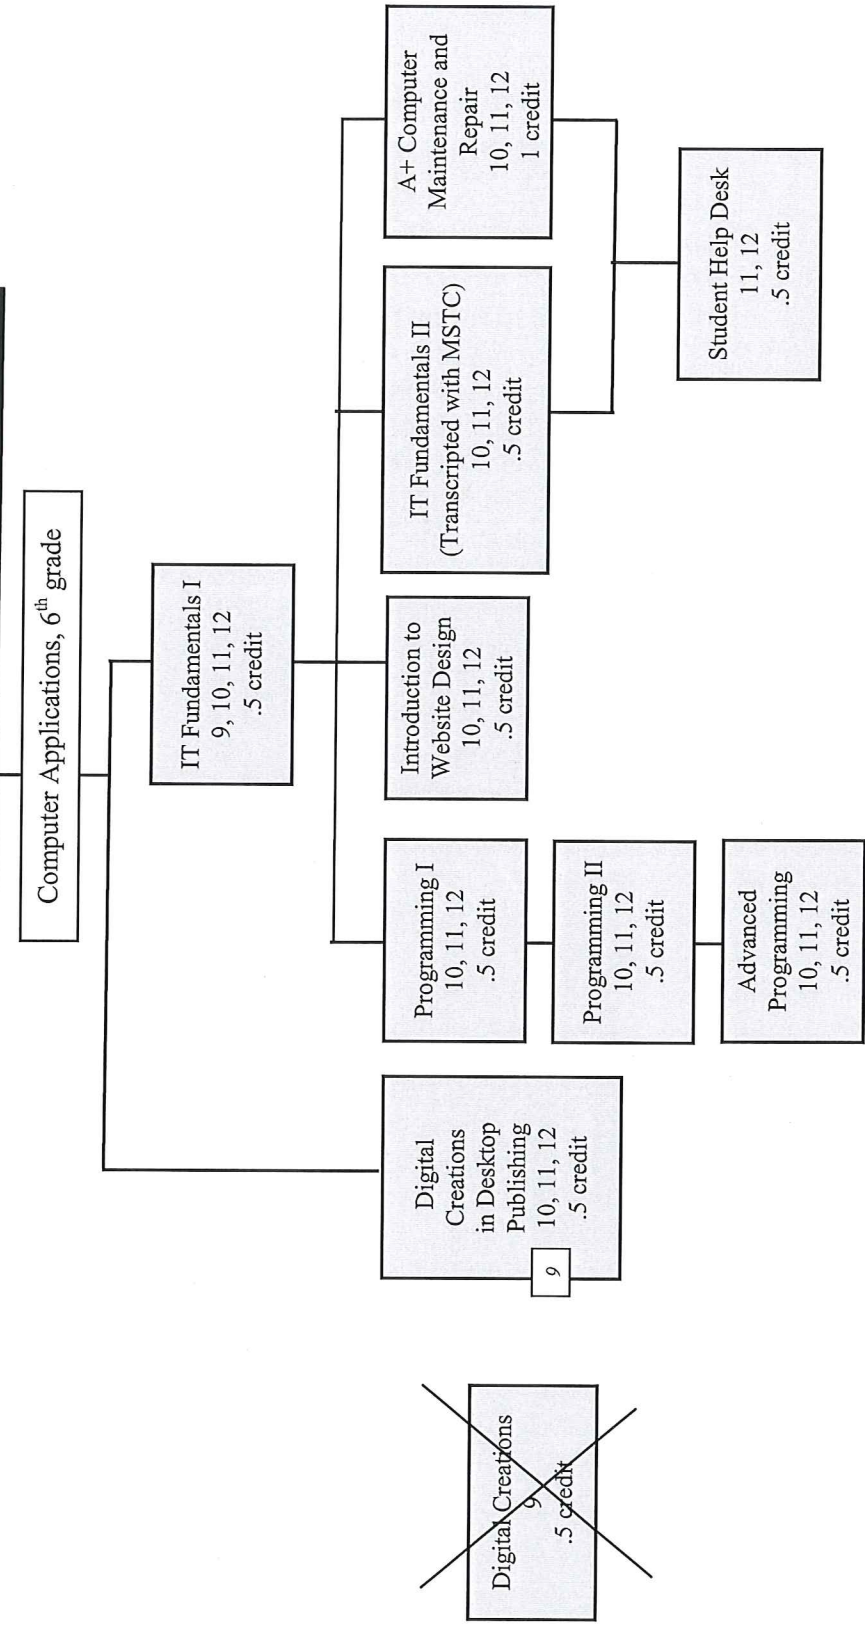 Computer Applications, 6th grade
IT Fundamentals I
9, 10, 11, 12
.5 credit
Digital Creations
9
.5 credit
Digital
Creations
in Desktop
Publishing
10, 11, 12
.5 credit
9
Programming I
10, 11, 12
.5 credit
Programming II
10, 11, 12
.5 credit
Advanced
Programming
10, 11, 12
.5 credit
Introduction to
Website Design
10, 11, 12
.5 credit
IT Fundamentals II
(Transcripted with MSTC)
10, 11, 12
.5 credit
A+ Computer
Maintenance and
Repair
10, 11, 12
1 credit
Student Help Desk
11, 12
.5 credit